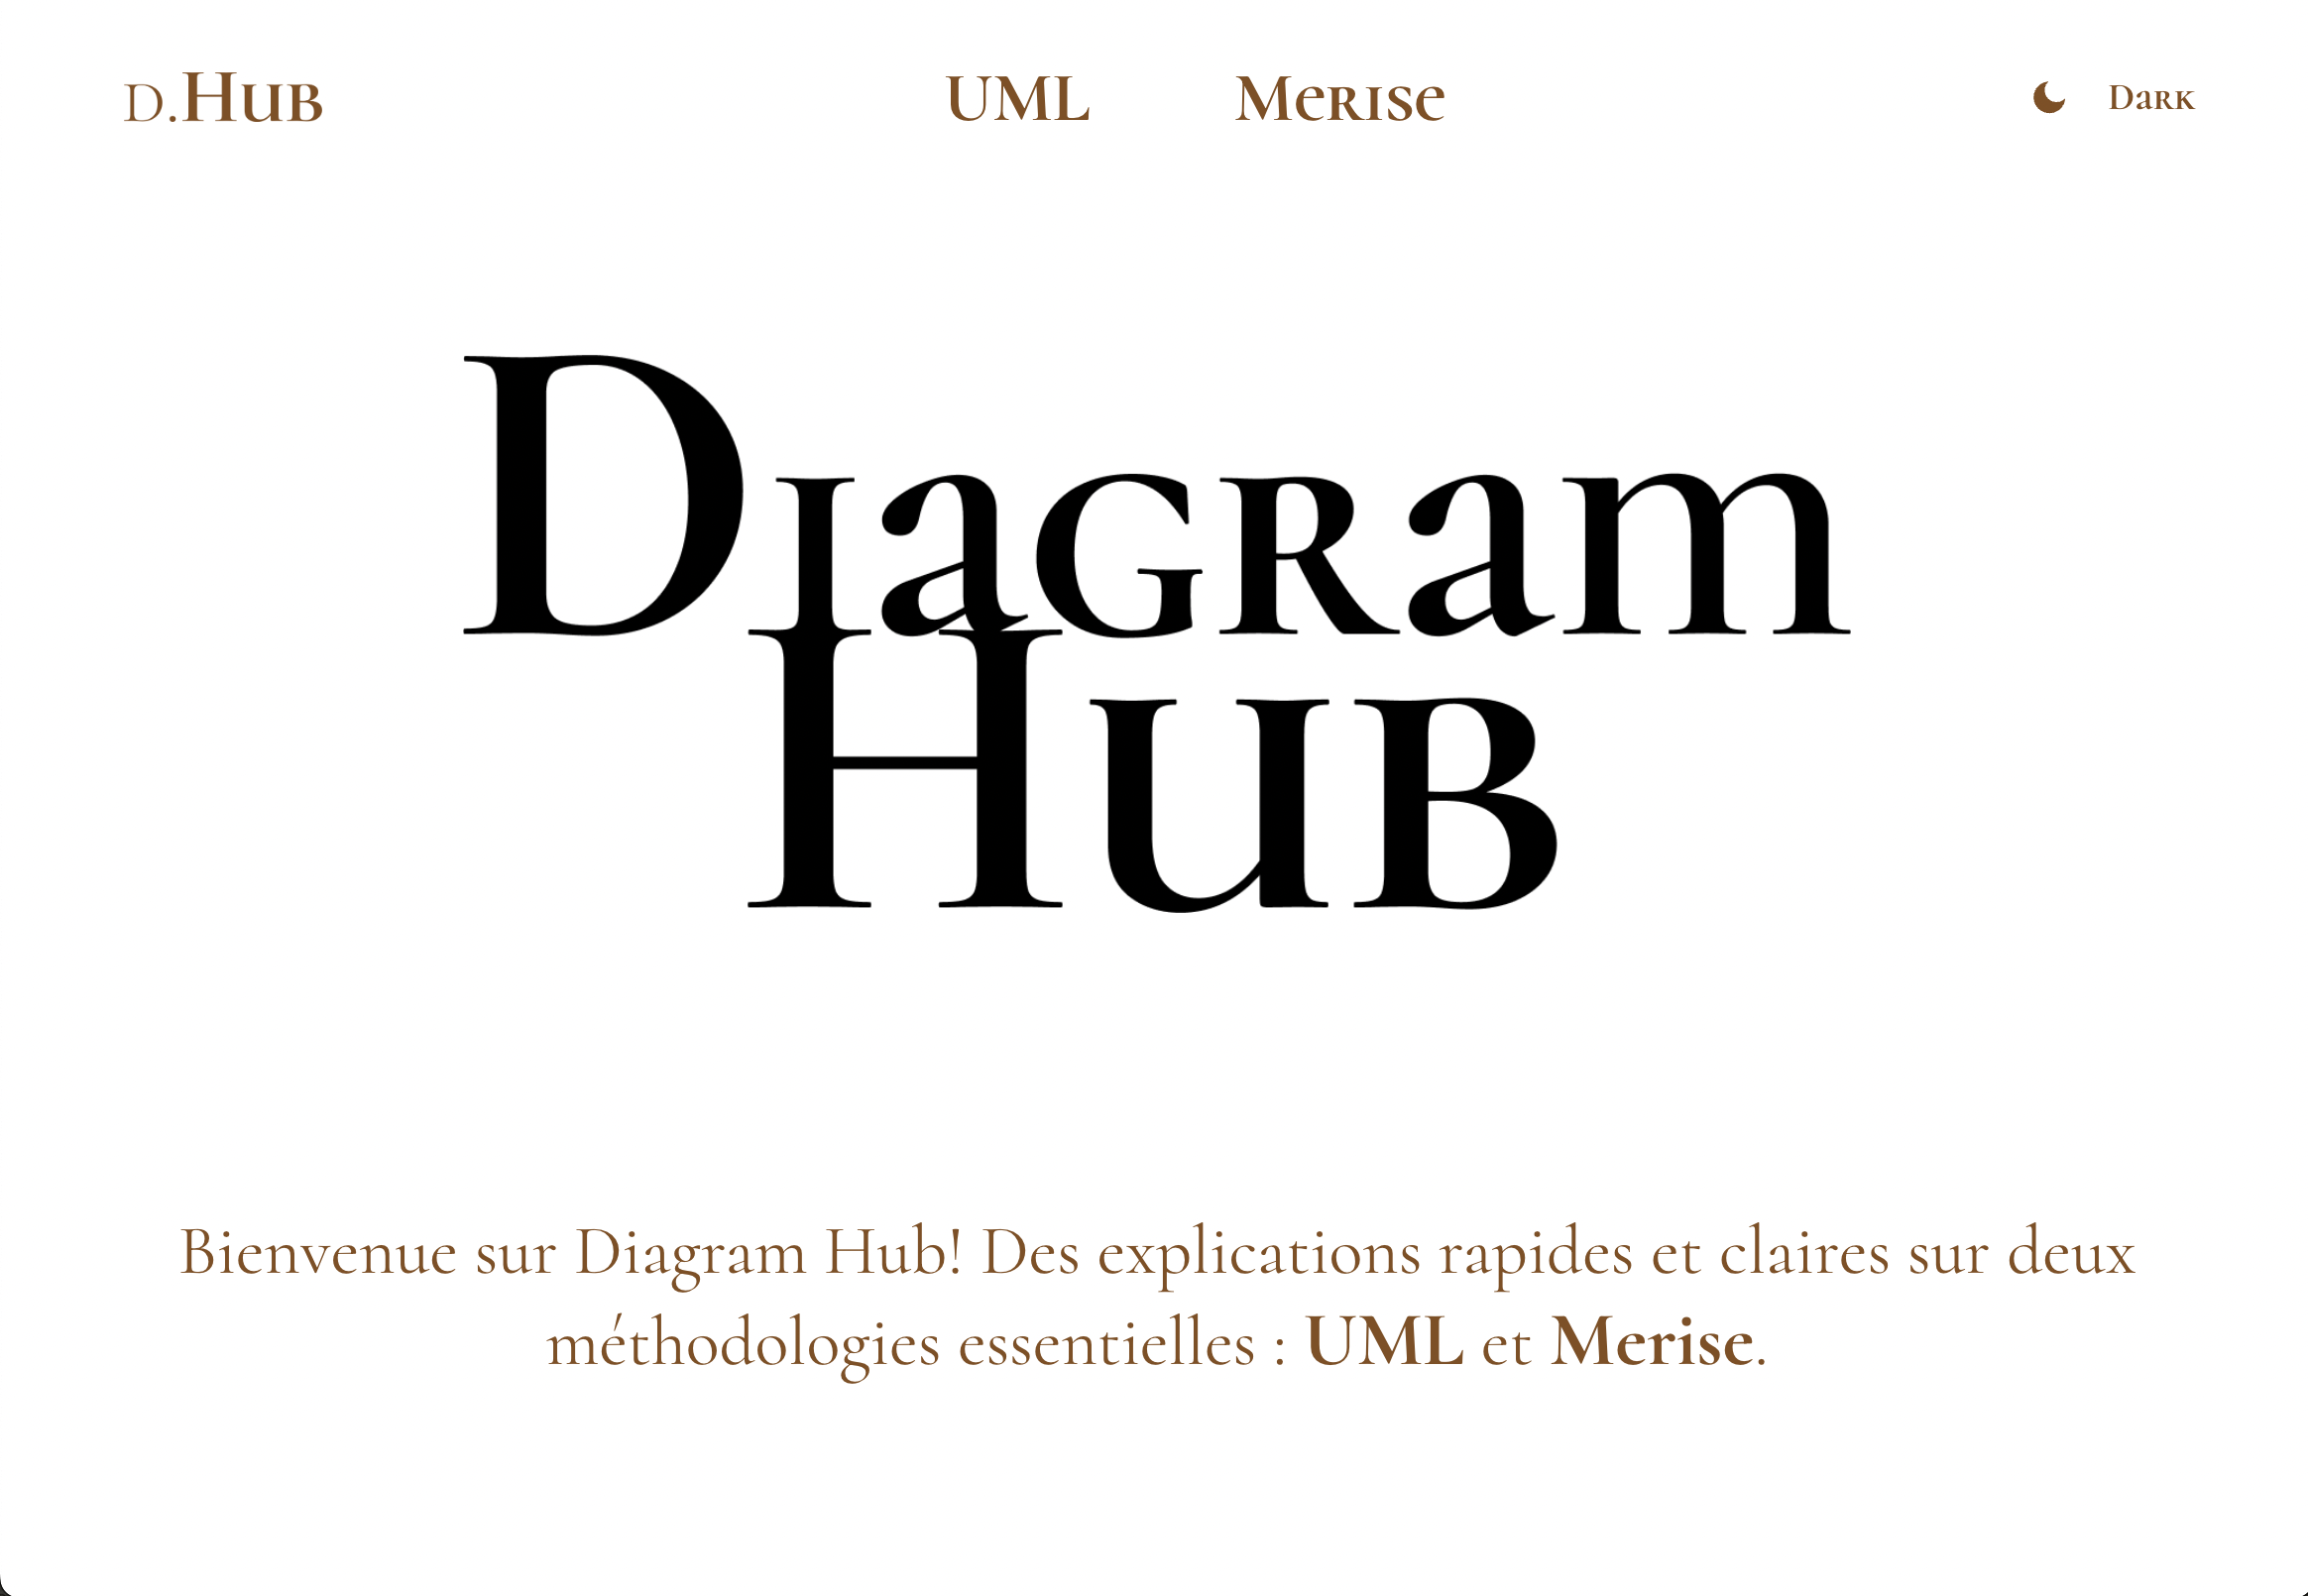 D.Hub
UML
Merise
Dark
Diagram
Hub
Bienvenue sur Diagram Hub! Des explications rapides et claires sur deux
méthodologies essentielles : UML et Merise.